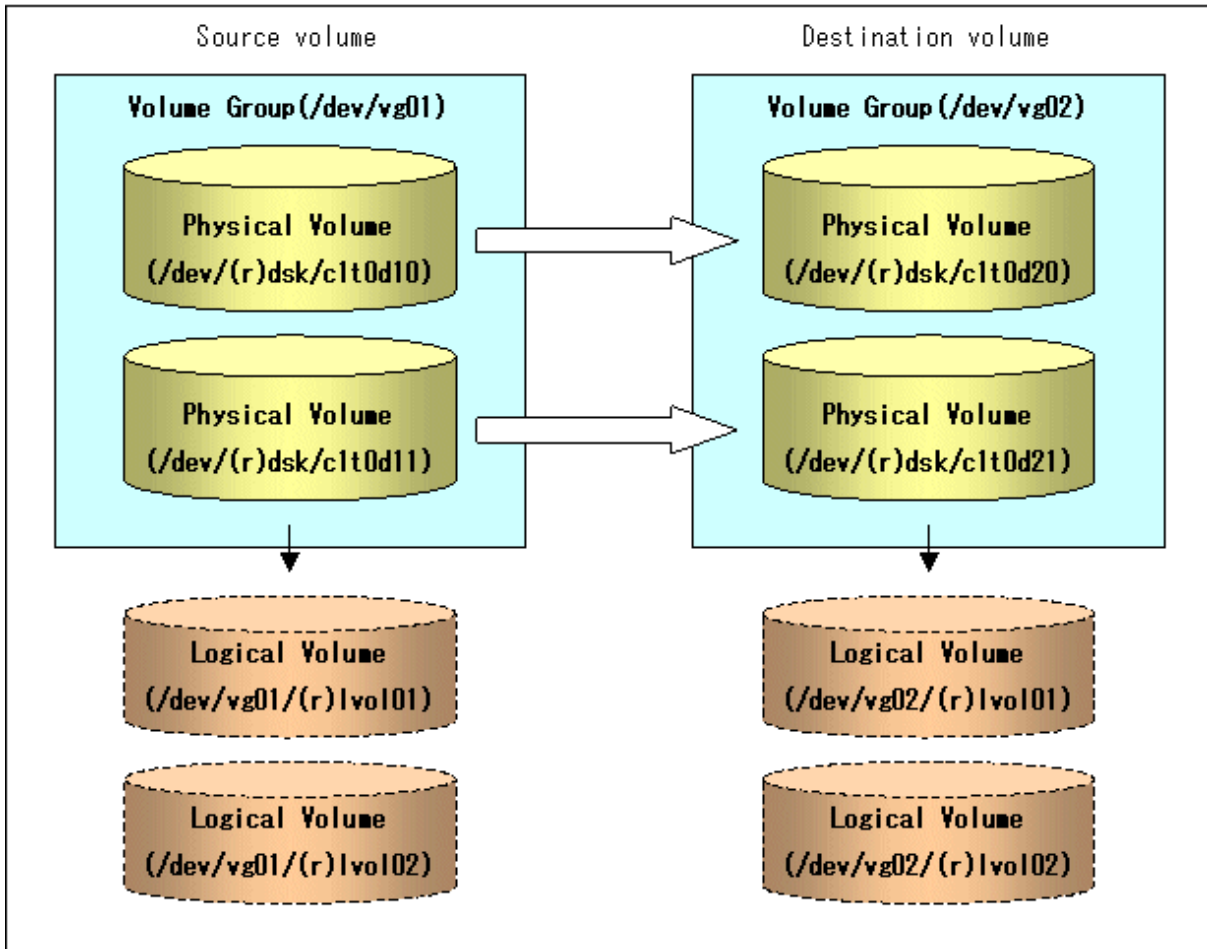 Source volume
Destination volume
Volume Group(/dev/vg01)
Volume Group(/dev/vg02)
Physical Volume
(/dev/(r)dsk/c1t0d10)
Physical Volume
(/dev/(r)dsk/c1t0d20)
Physical Volume
(/dev/(r)dsk/c1t0d11)
Physical Volume
(/dev/(r)dsk/c1t0d21)
Logical Volume
(/dev/vg01/(r)lvol01)
Logical Volume
(/dev/vg02/(r)lvol01)
Logical Volume
(/dev/vg01/(r)lvol02)
Logical Volume
(/dev/vg02/(r)lvol02)